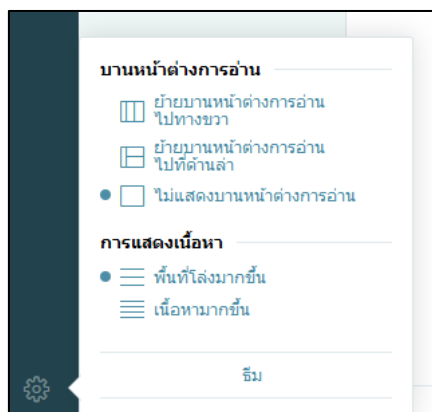 บานหน้าต่างการอ่าน
ย้ายบานหน้าต่างการอ่าน
ไปทางขวา
ย้ายบานหน้าต่างการอ่าน
ไปที่ด้านล่า
ไม่แสดงบานหน้าต่างการอ่าน
การแสดงเนื้อหา
พื้นที่โล่งมากขึ้น
เนื้อหามากขึ้น
ธีม